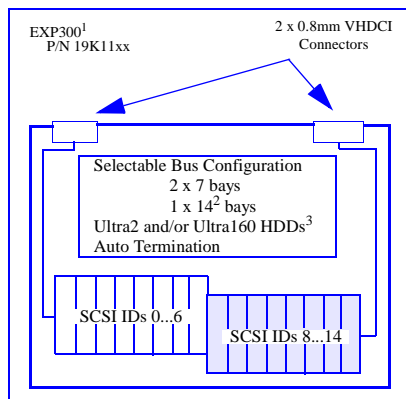 EXP300¹
P/N 19K11xx
2 x 0.8mm VHDCI
Connectors
Selectable Bus Configuration
2 x 7 bays
1 x 14² bays
Ultra2 and/or Ultra160 HDDs³
Auto Termination
SCSI IDs 0...6
SCSI IDs 8...14